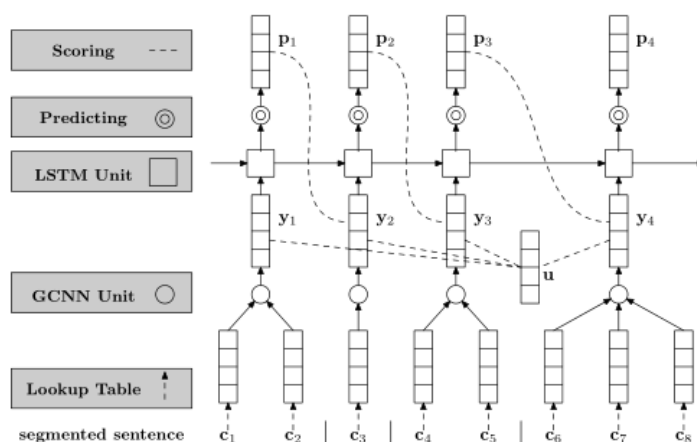 Scoring
p1 p2 p3 p4
Predicting
LSTM Unit
y1 y2 y3 y4
u
GCNN Unit
Lookup Table
segmented sentence c1 c2 | c3 | c4 c5 | c6 c7 c8